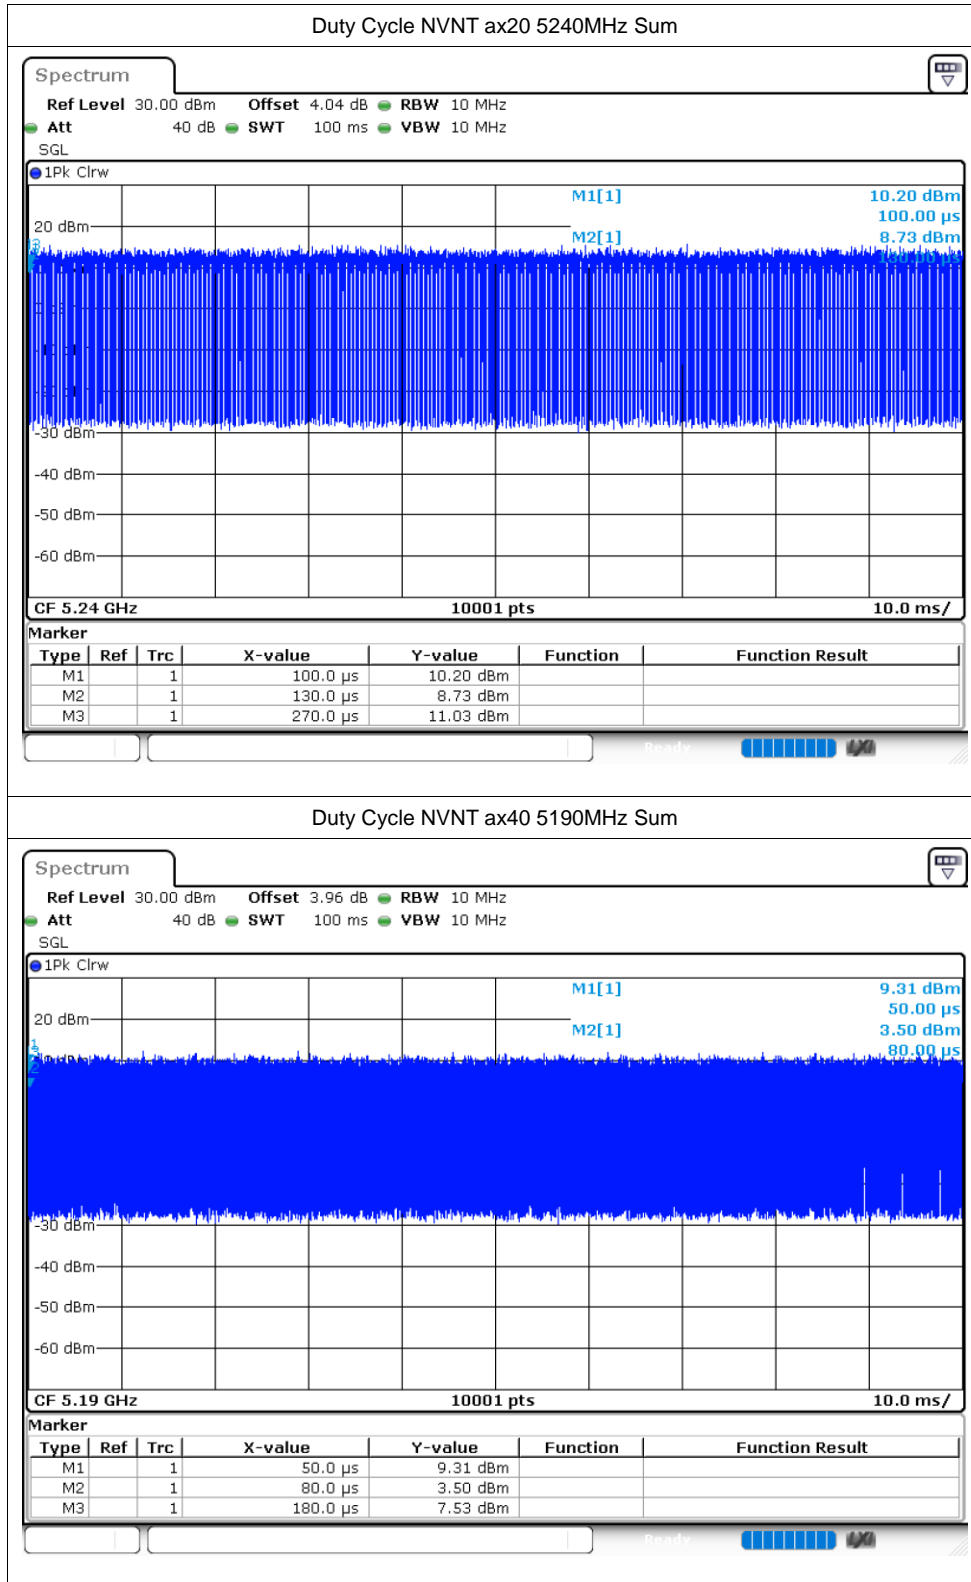 Duty Cycle NVNT ax20 5240MHz Sum
Spectrum
Ref Level 30.00 dBm Offset 4.04 dB RBW 10 MHz
Att 40 dB SWT 100 ms VBW 10 MHz
SGL
1Pk Clrw
M1[1] 10.20 dBm
100.00 µs
20 dBm
M2[1] 8.73 dBm
130.00 µs
-30 dBm
-40 dBm
-50 dBm
-60 dBm
CF 5.24 GHz 10001 pts 10.0 ms/
Marker
Type Ref Trc X-value Y-value Function Function Result
M1 1 100.0 µs 10.20 dBm
M2 1 130.0 µs 8.73 dBm
M3 1 270.0 µs 11.03 dBm
Ready LXI
Duty Cycle NVNT ax40 5190MHz Sum
Spectrum
Ref Level 30.00 dBm Offset 3.96 dB RBW 10 MHz
Att 40 dB SWT 100 ms VBW 10 MHz
SGL
1Pk Clrw
M1[1] 9.31 dBm
50.00 µs
20 dBm
M2[1] 3.50 dBm
80.00 µs
-30 dBm
-40 dBm
-50 dBm
-60 dBm
CF 5.19 GHz 10001 pts 10.0 ms/
Marker
Type Ref Trc X-value Y-value Function Function Result
M1 1 50.0 µs 9.31 dBm
M2 1 80.0 µs 3.50 dBm
M3 1 180.0 µs 7.53 dBm
Ready LXI